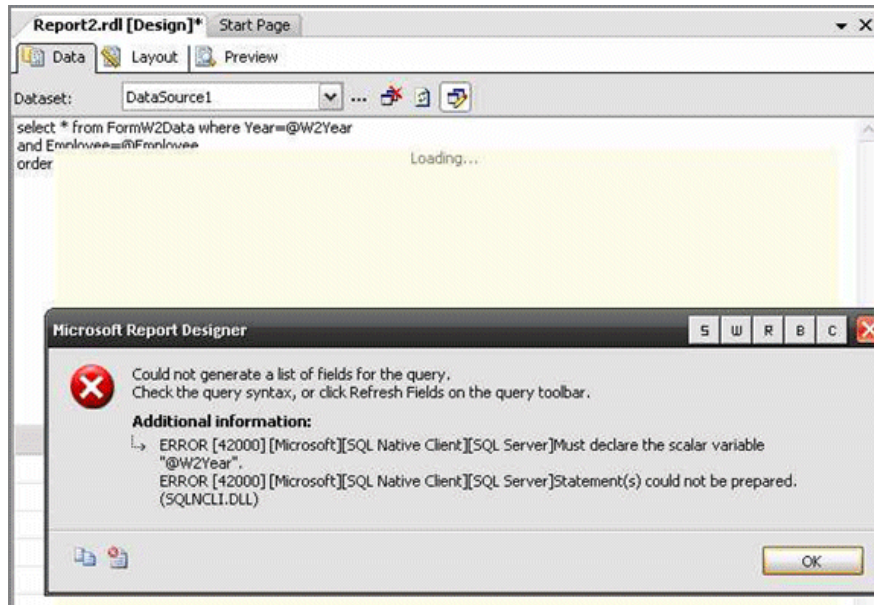 Report2.rdl [Design]* Start Page
Data Layout Preview
Dataset: DataSource1 ...
select * from FormW2Data where Year=@W2Year
and Employee=@Employee
order
Loading...
Microsoft Report Designer S W R B C
Could not generate a list of fields for the query.
Check the query syntax, or click Refresh Fields on the query toolbar.
Additional information:
ERROR [42000] [Microsoft][SQL Native Client][SQL Server]Must declare the scalar variable
"@W2Year".
ERROR [42000] [Microsoft][SQL Native Client][SQL Server]Statement(s) could not be prepared.
(SQLNCLI.DLL)
OK